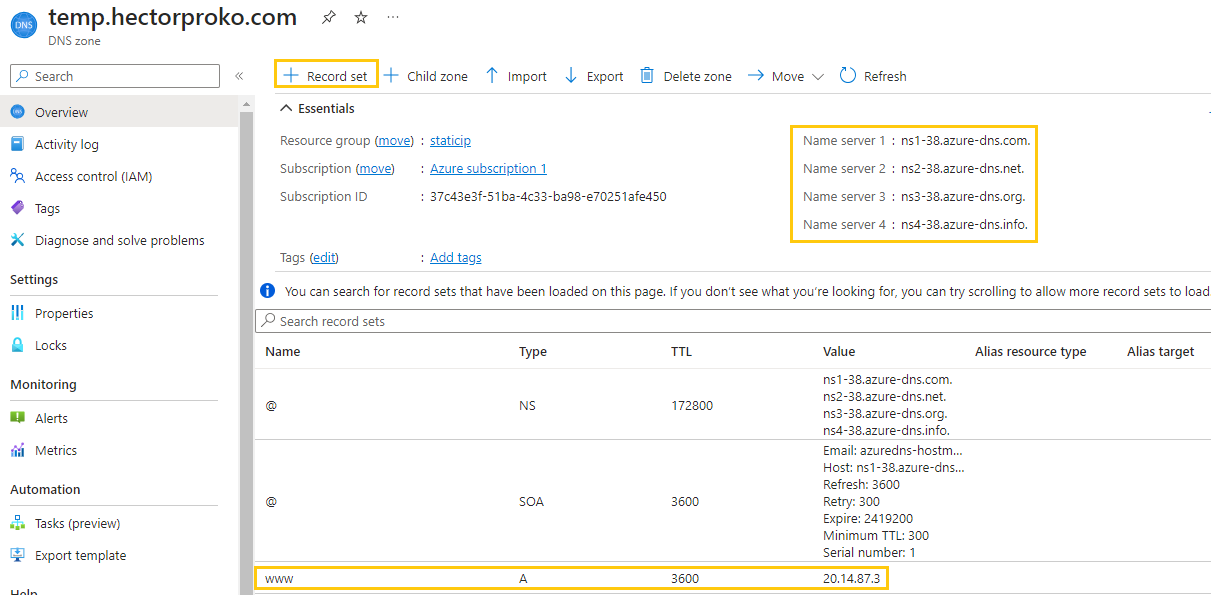 DNS
temp.hectorproko.com
DNS zone
Search
Overview
Activity log
Access control (IAM)
Tags
Diagnose and solve problems
Settings
Properties
Locks
Monitoring
Alerts
Metrics
Automation
Tasks (preview)
Export template
Help
Record set Child zone Import Export Delete zone Move Refresh
Essentials
Resource group (move) : staticip
Subscription (move) : Azure subscription 1
Subscription ID : 37c43e3f-51ba-4c33-ba98-e70251afe450
Name server 1 : ns1-38.azure-dns.com.
Name server 2 : ns2-38.azure-dns.net.
Name server 3 : ns3-38.azure-dns.org.
Name server 4 : ns4-38.azure-dns.info.
Tags (edit) : Add tags
You can search for record sets that have been loaded on this page. If you don't see what you're looking for, you can try scrolling to allow more record sets to load
Search record sets
Name Type TTL Value Alias resource type Alias target
@ NS 172800
ns1-38.azure-dns.com.
ns2-38.azure-dns.net.
ns3-38.azure-dns.org.
ns4-38.azure-dns.info.
@ SOA 3600
Email: azuredns-hostm...
Host: ns1-38.azure-dns...
Refresh: 3600
Retry: 300
Expire: 2419200
Minimum TTL: 300
Serial number: 1
www A 3600 20.14.87.3